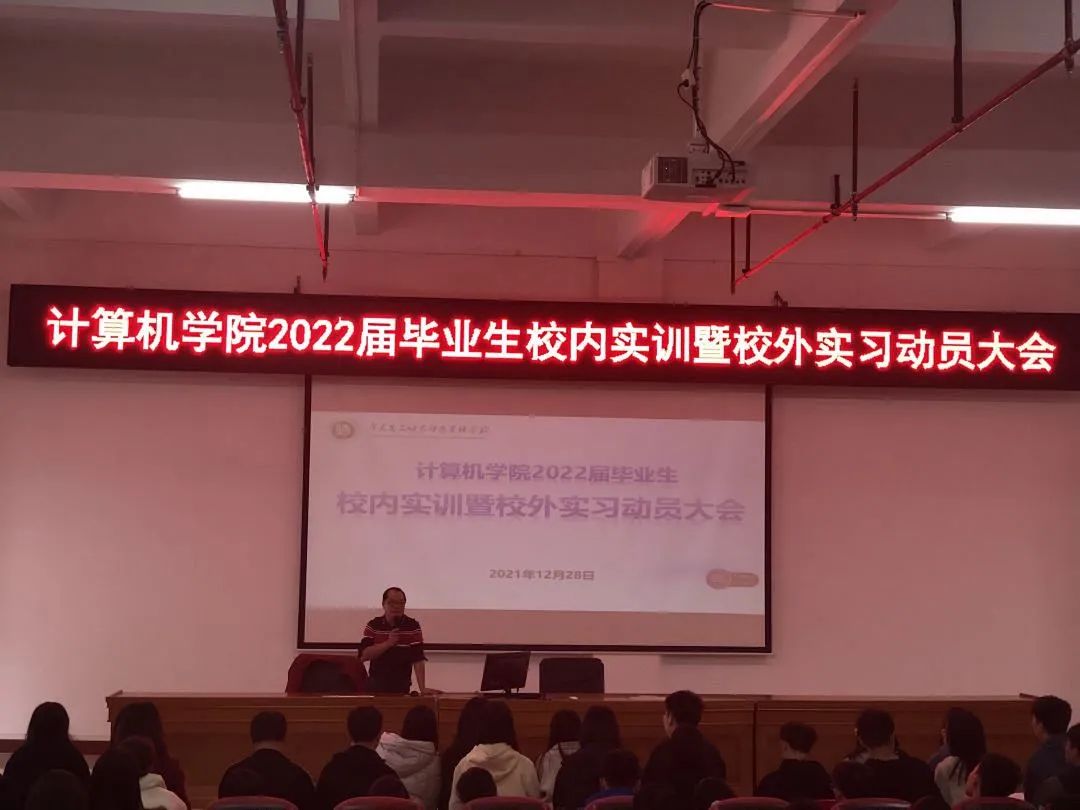 计算机学院2022届毕业生校内实训暨校外实习动员大会
计算机学院2022届毕业生
校内实训暨校外实习动员大会
2021年12月28日